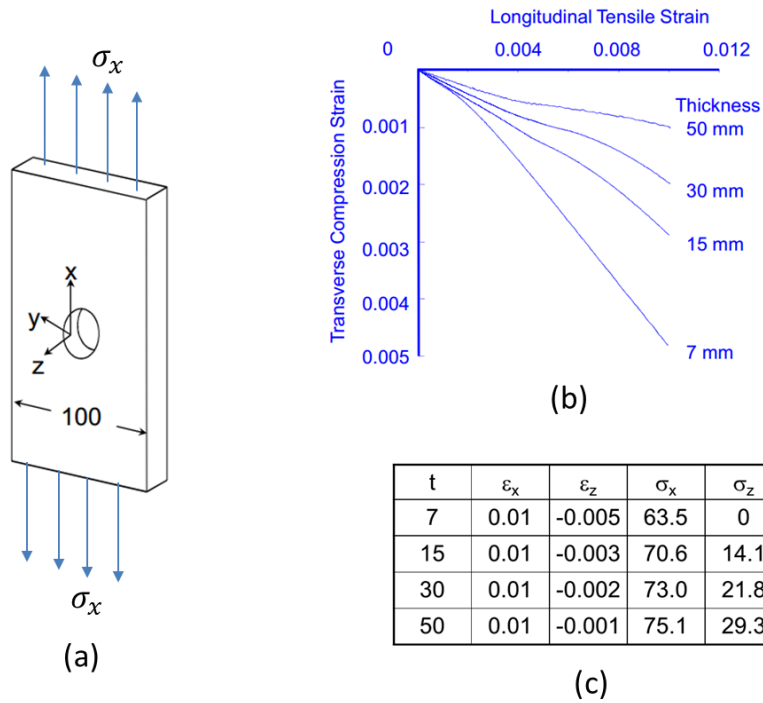 σx
x
y
z
100
σx
(a)
Longitudinal Tensile Strain
0 0.004 0.008 0.012
Transverse Compression Strain
0.001
0.002
0.003
0.004
0.005
Thickness
50 mm
30 mm
15 mm
7 mm
(b)
t εx εz σx σz
7 0.01 -0.005 63.5 0
15 0.01 -0.003 70.6 14.1
30 0.01 -0.002 73.0 21.8
50 0.01 -0.001 75.1 29.3
(c)